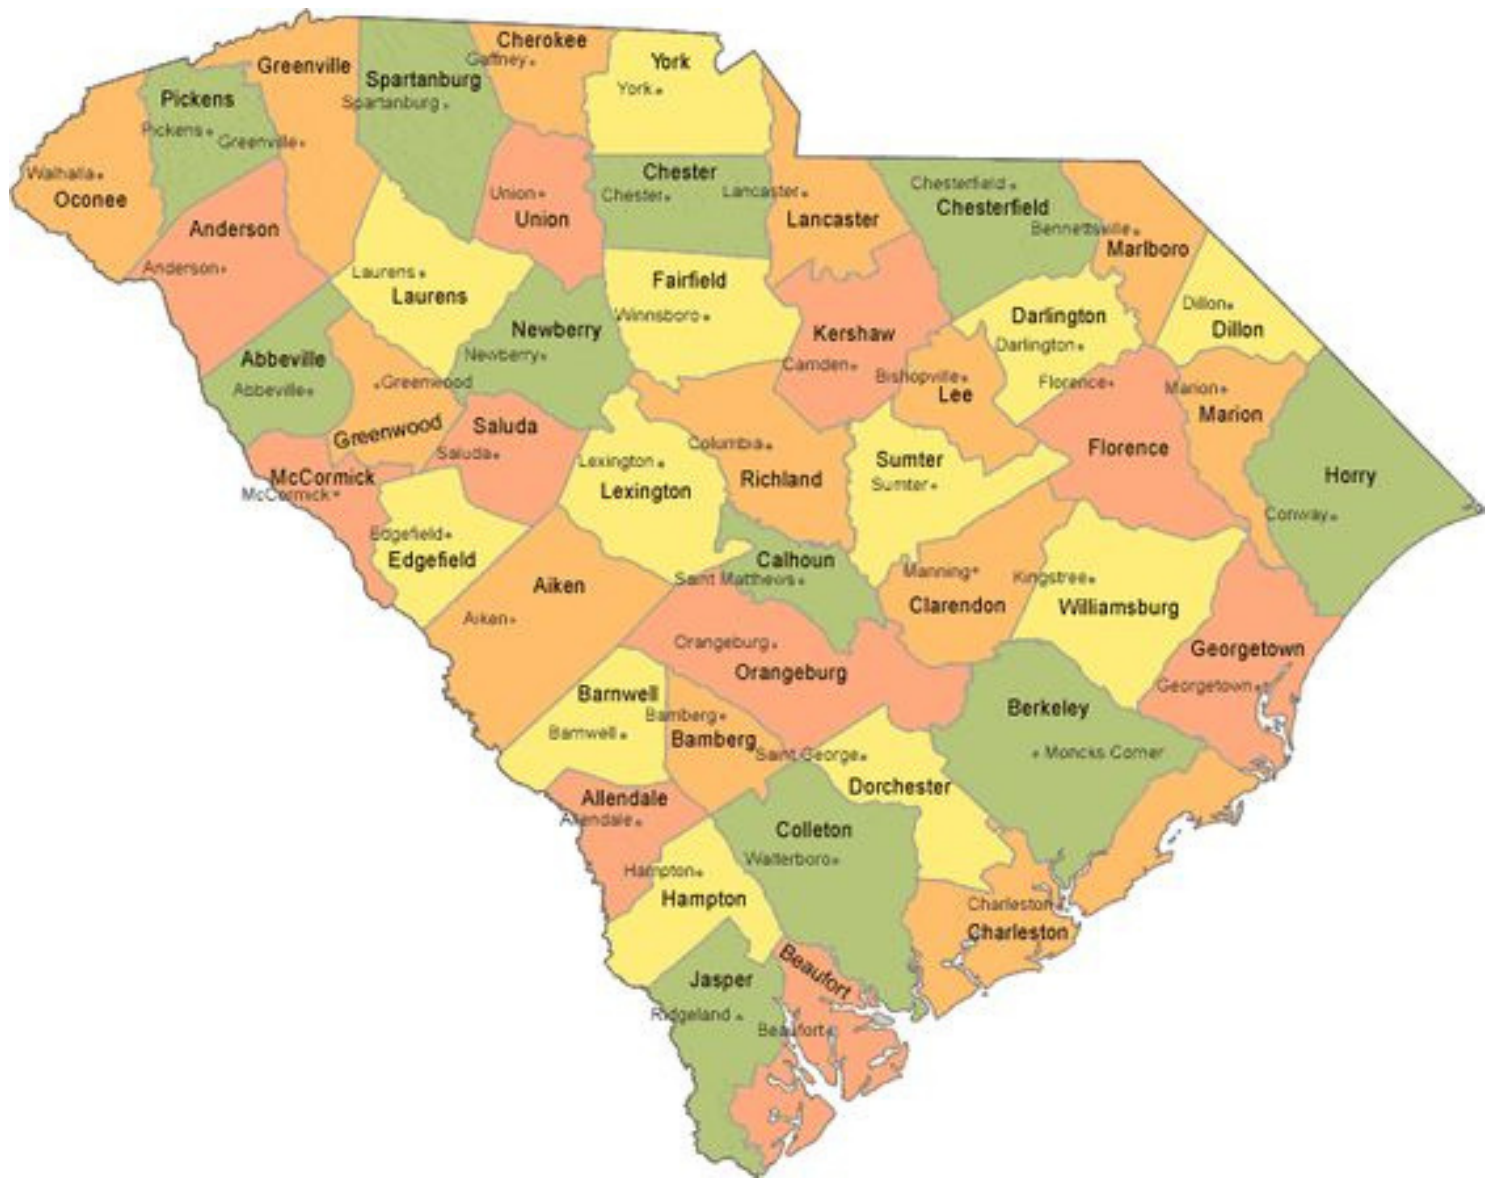 Cherokee
Gaffney
York
York
Greenville
Greenville
Spartanburg
Spartanburg
Pickens
Pickens
Walhalla
Oconee
Chester
Chester
Lancaster
Lancaster
Chesterfield
Chesterfield
Bennettsville
Marlboro
Union
Union
Anderson
Anderson
Laurens
Laurens
Fairfield
Winnsboro
Dillon
Dillon
Darlington
Darlington
Newberry
Newberry
Kershaw
Camden
Abbeville
Abbeville
Greenwood
Greenwood
Bishopville
Lee
Florence
Florence
Marion
Marion
Saluda
Saluda
Columbia
Richland
Sumter
Sumter
McCormick
McCormick
Lexington
Lexington
Horry
Conway
Edgefield
Edgefield
Calhoun
Saint Matthews
Manning
Clarendon
Kingstree
Williamsburg
Aiken
Aiken
Orangeburg
Orangeburg
Georgetown
Georgetown
Barnwell
Barnwell
Bamberg
Bamberg
Berkeley
Moncks Corner
Saint George
Dorchester
Allendale
Allendale
Colleton
Walterboro
Hampton
Hampton
Charleston
Charleston
Beaufort
Beaufort
Jasper
Ridgeland